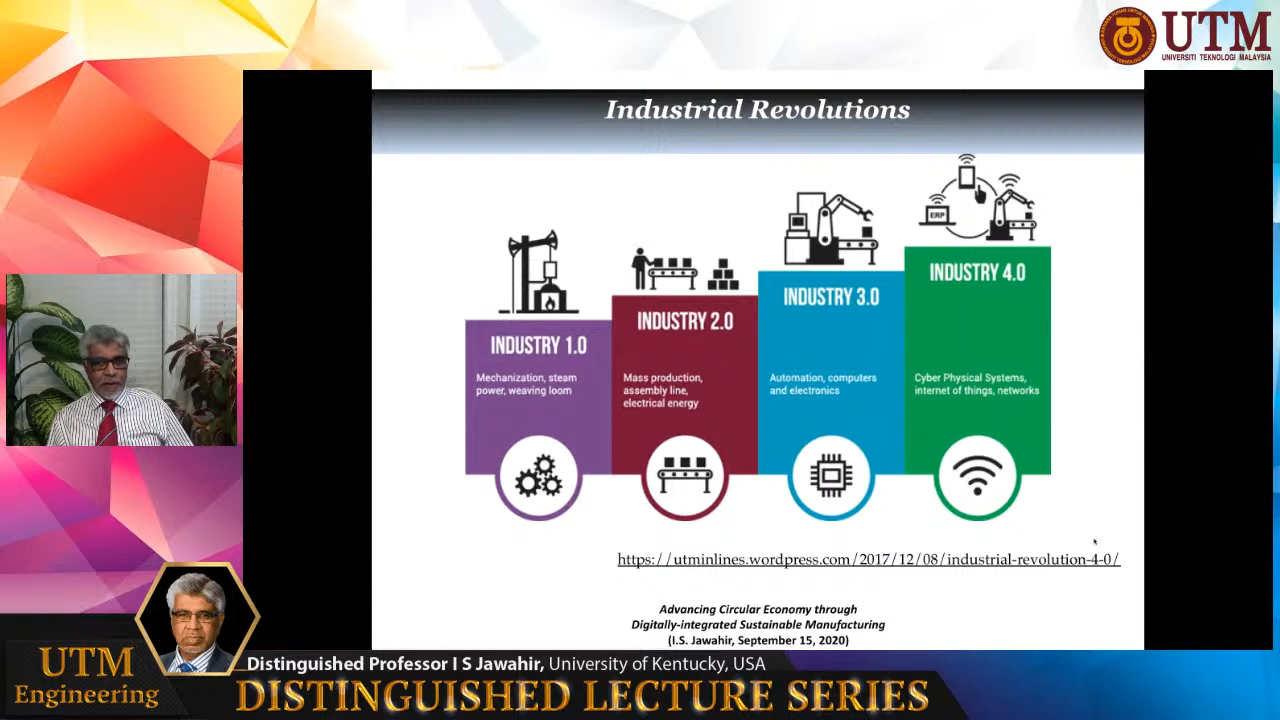 UTM
UNIVERSITI TEKNOLOGI MALAYSIA
Industrial Revolutions
ERP
INDUSTRY 1.0
Mechanization, steam
power, weaving loom
INDUSTRY 2.0
Mass production,
assembly line,
electrical energy
INDUSTRY 3.0
Automation, computers
and electronics
INDUSTRY 4.0
Cyber Physical Systems,
internet of things, networks
https://utminlines.wordpress.com/2017/12/08/industrial-revolution-4-0/
Advancing Circular Economy through
Digitally-integrated Sustainable Manufacturing
(I.S. Jawahir, September 15, 2020)
UTM
Engineering
Distinguished Professor I S Jawahir, University of Kentucky, USA
DISTINGUISHED LECTURE SERIES